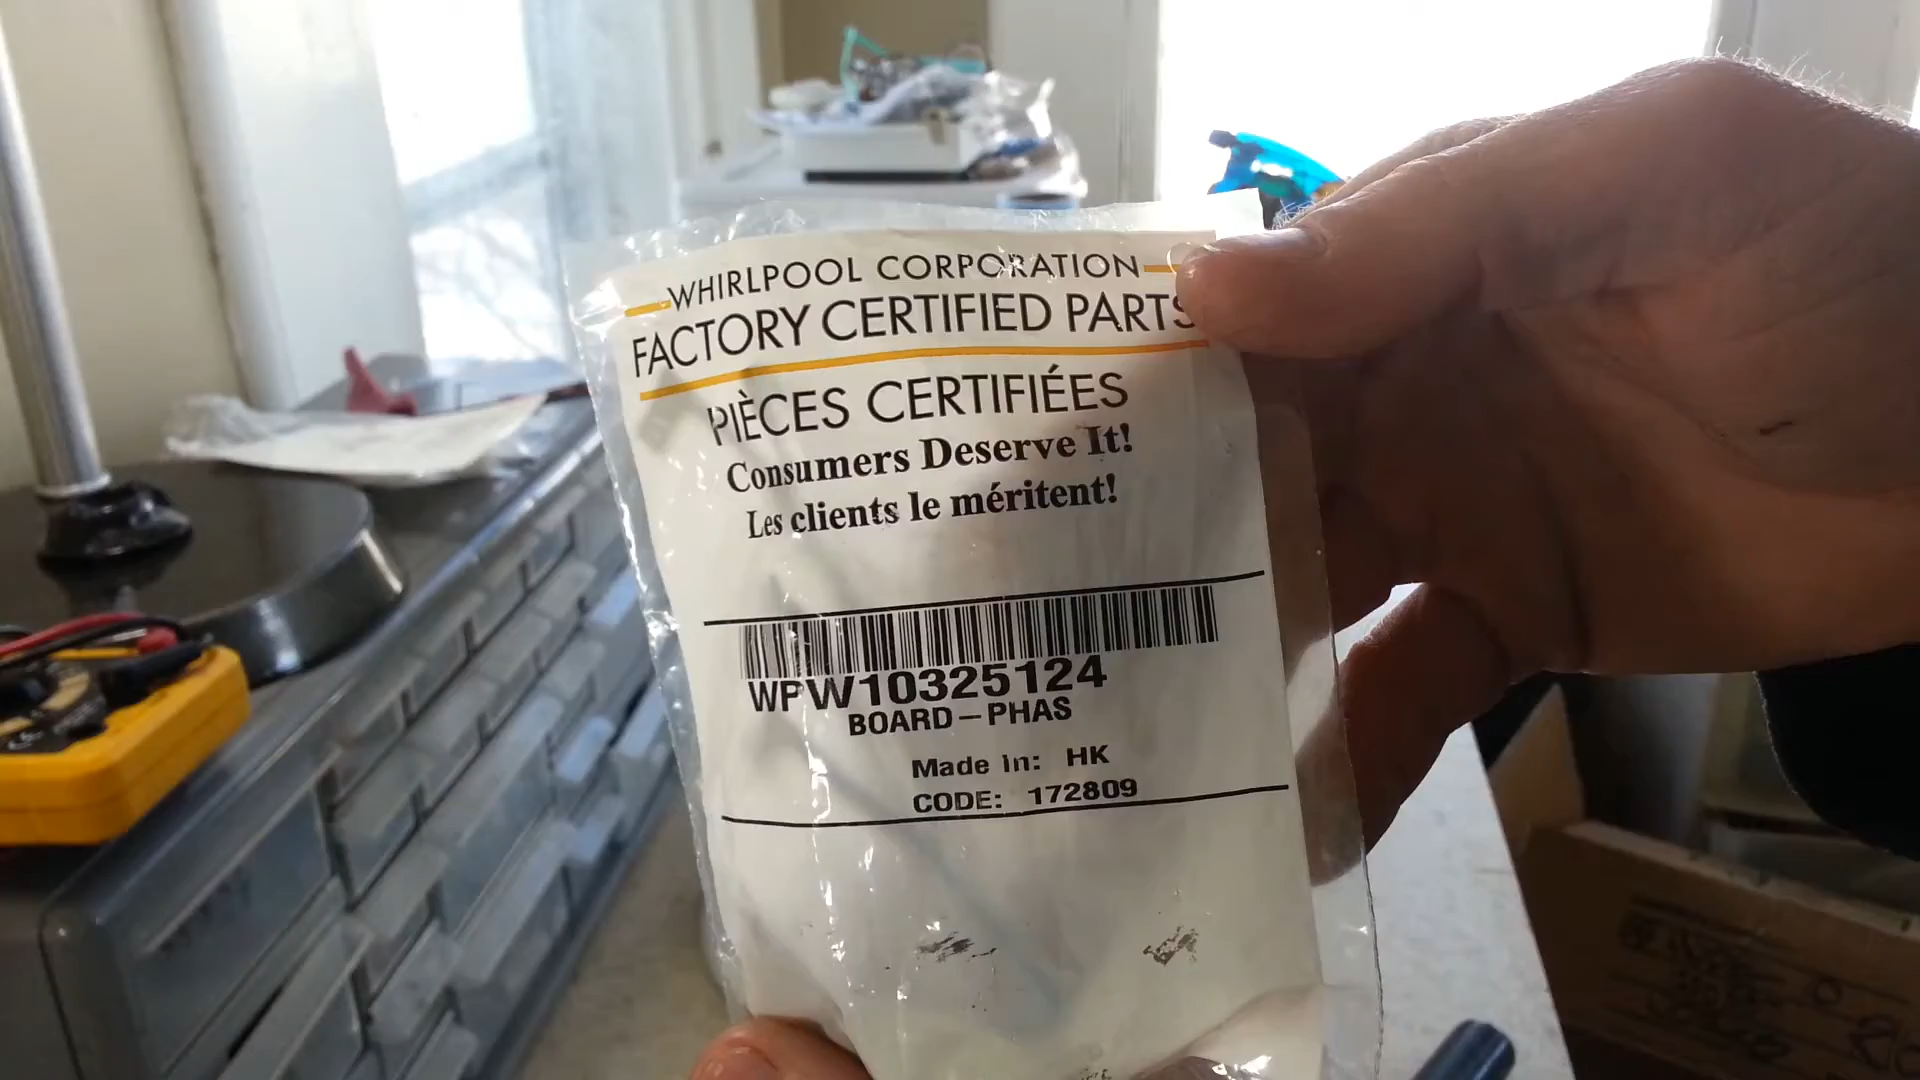 WHIRLPOOL CORPORATION
FACTORY CERTIFIED PARTS
PIÈCES CERTIFIÉES
Consumers Deserve It!
Les clients le méritent!
WPW10325124
BOARD-PHAS
Made In: HK
CODE: 172809